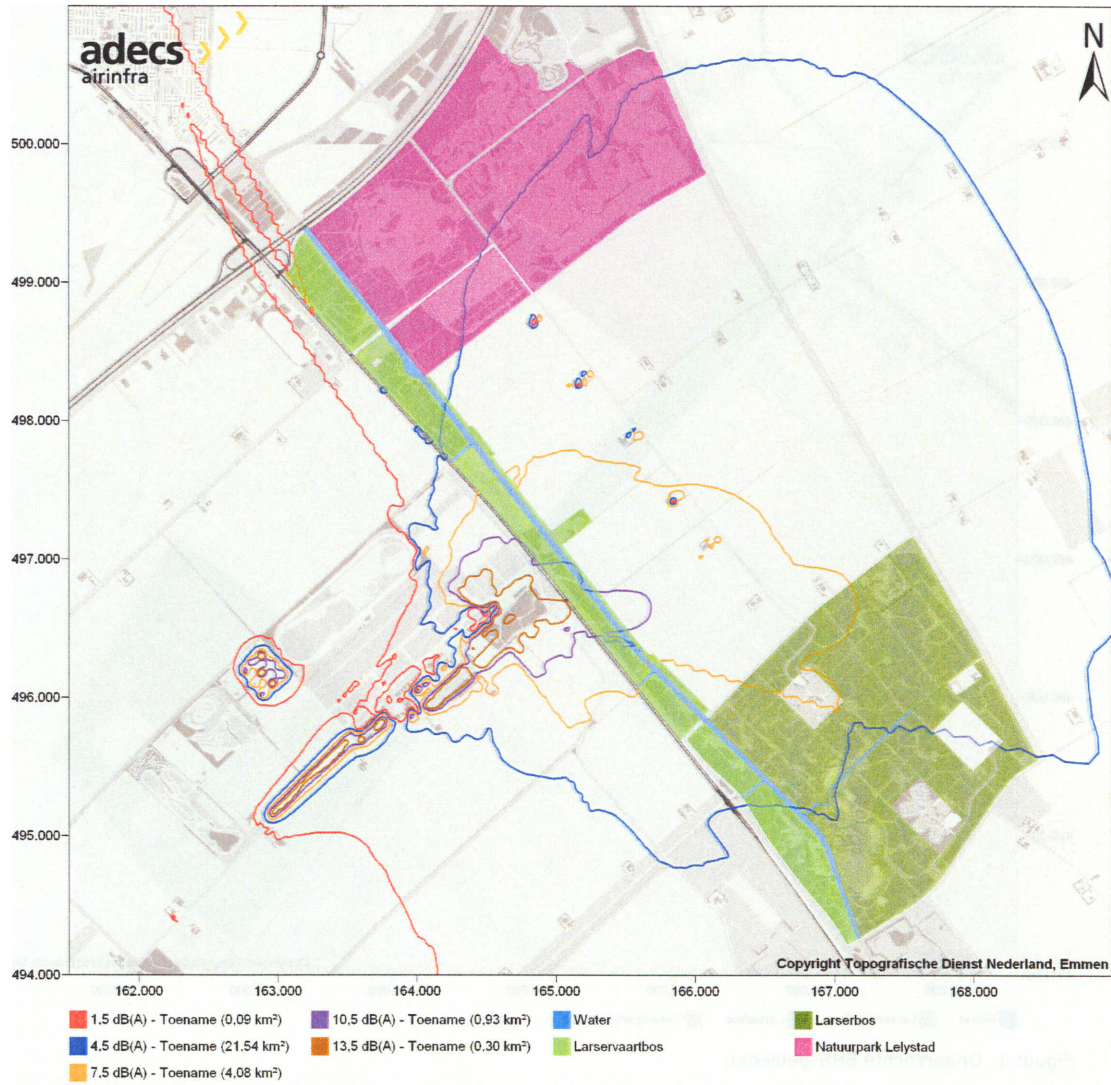 adecs
airinfra
N
500.000
499.000
498.000
497.000
496.000
495.000
494.000
Copyright Topografische Dienst Nederland, Emmen
162.000 163.000 164.000 165.000 166.000 167.000 168.000
1,5 dB(A) - Toename (0,09 km²)
4,5 dB(A) - Toename (21,54 km²)
7,5 dB(A) - Toename (4,08 km²)
10,5 dB(A) - Toename (0,93 km²)
13,5 dB(A) - Toename (0,30 km²)
Water
Larservaartbos
Larserbos
Natuurpark Lelystad